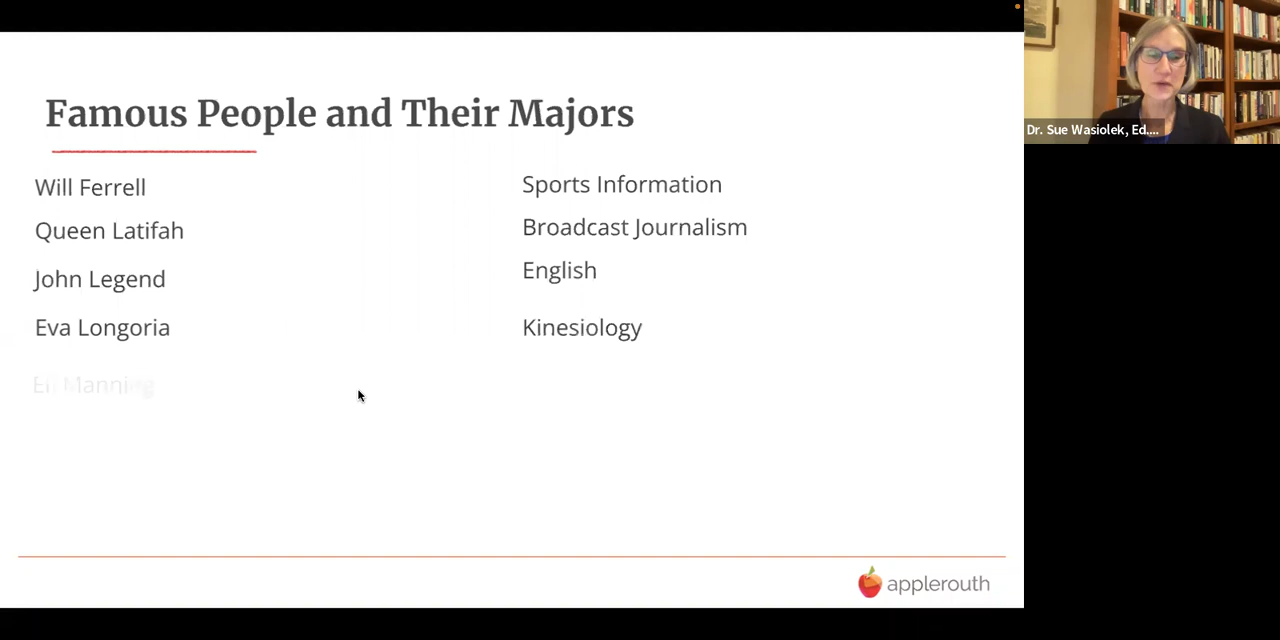 Famous People and Their Majors
Will Ferrell
Sports Information
Queen Latifah
Broadcast Journalism
John Legend
English
Eva Longoria
Kinesiology
Eli Manning
applerouth
Dr. Sue Wasiolek, Ed....